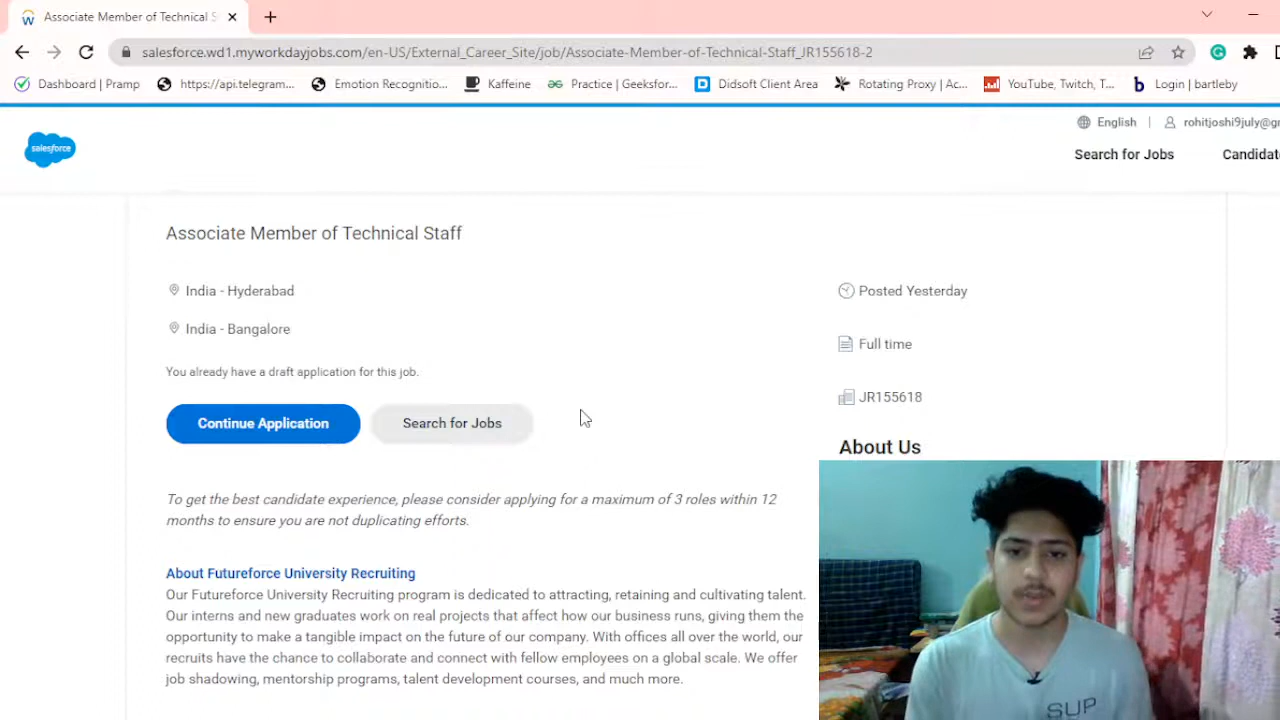 Associate Member of Technical S
salesforce.wd1.myworkdayjobs.com/en-US/External_Career_Site/job/Associate-Member-of-Technical-Staff_JR155618-2
Dashboard | Pramp
https://api.telegram...
Emotion Recognitio...
Kaffeine
Practice | Geeksfor...
Didsoft Client Area
Rotating Proxy | Ac...
YouTube, Twitch, T...
Login | bartleby
English
rohitjoshi9july@gr
salesforce
Search for Jobs
Candidat
Associate Member of Technical Staff
India - Hyderabad
Posted Yesterday
India - Bangalore
Full time
You already have a draft application for this job.
JR155618
Continue Application
Search for Jobs
About Us
To get the best candidate experience, please consider applying for a maximum of 3 roles within 12
months to ensure you are not duplicating efforts.
About Futureforce University Recruiting
Our Futureforce University Recruiting program is dedicated to attracting, retaining and cultivating talent.
Our interns and new graduates work on real projects that affect how our business runs, giving them the
opportunity to make a tangible impact on the future of our company. With offices all over the world, our
recruits have the chance to collaborate and connect with fellow employees on a global scale. We offer
job shadowing, mentorship programs, talent development courses, and much more.
SUP